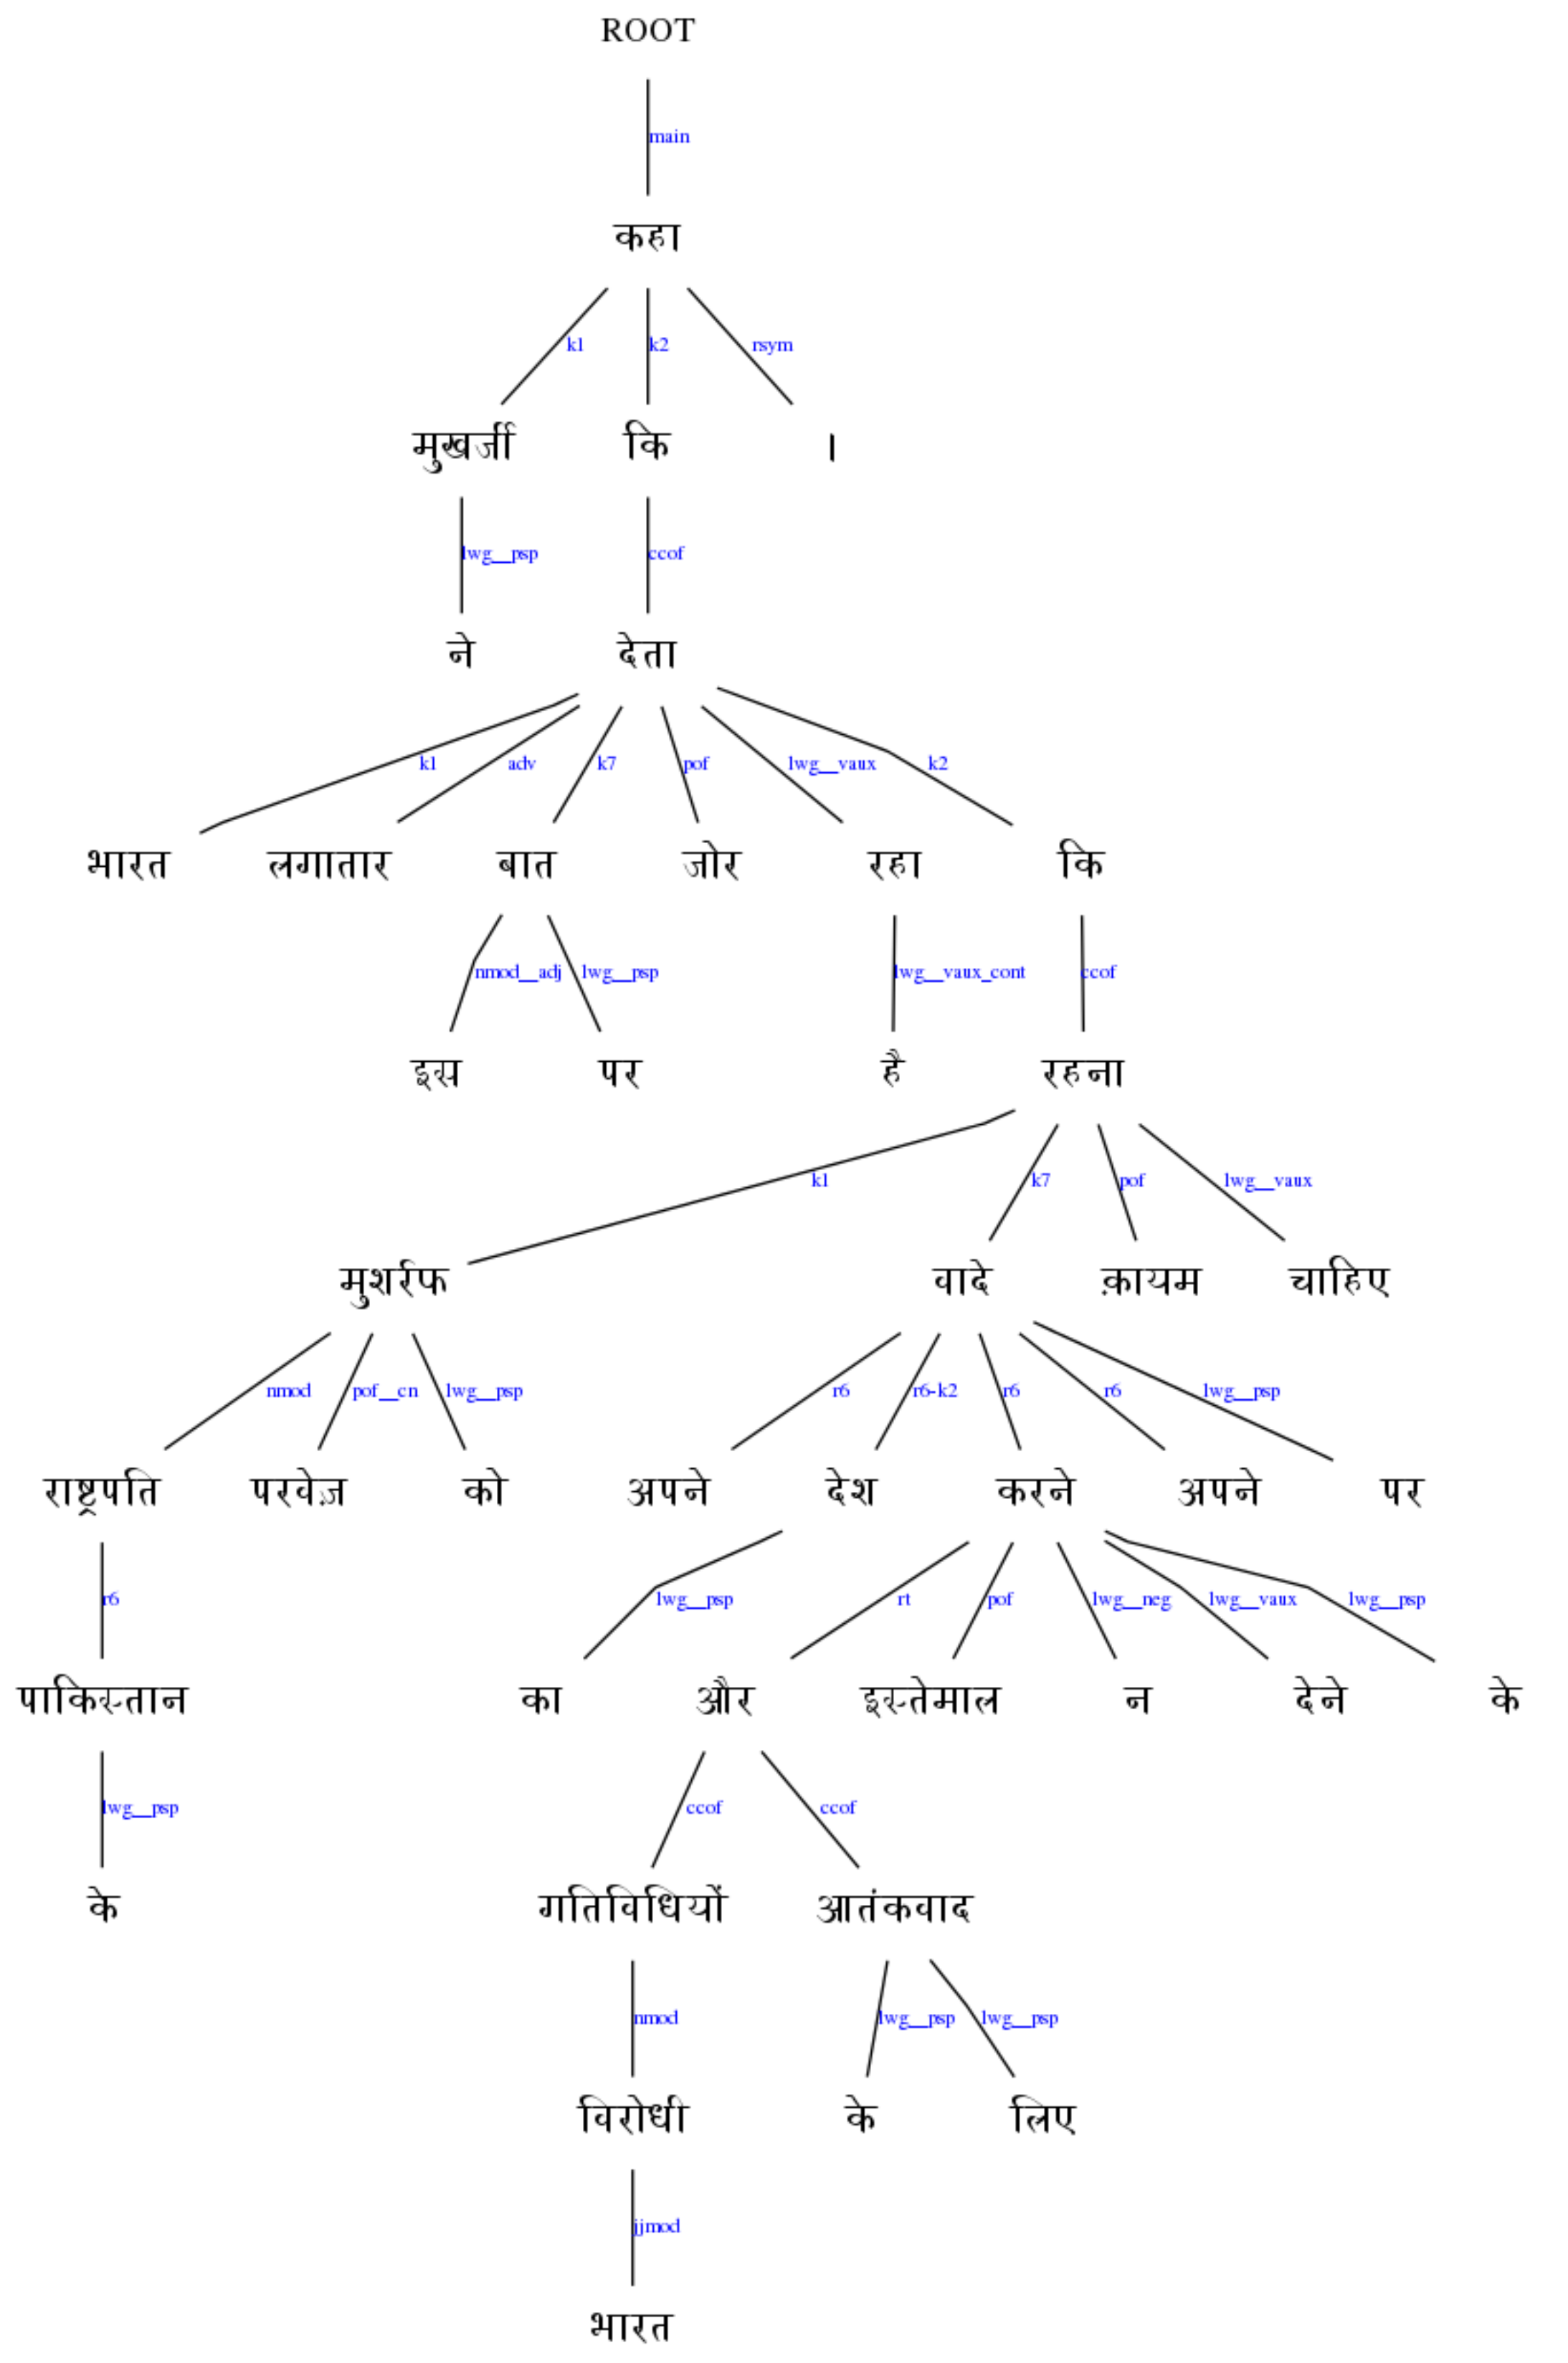 ROOT
main
कहा
k1 k2 rsym
मुखर्जी कि ।
lwg__psp ccof
ने देता
k1 adv k7 pof lwg__vaux k2
भारत लगातार बात जोर रहा कि
nmod__adj lwg__psp lwg__vaux_cont ccof
इस पर है रहना
k1 k7 pof lwg__vaux
मुशर्रफ वादे क़ायम चाहिए
nmod pof__cn lwg__psp r6 r6-k2 r6 r6 lwg__psp
राष्ट्रपति परवेज़ को अपने देश करने अपने पर
r6 lwg__psp rt pof lwg__neg lwg__vaux lwg__psp
पाकिस्तान का और इस्तेमाल न देने के
lwg__psp ccof ccof
के गतिविधियों आतंकवाद
nmod lwg__psp lwg__psp
विरोधी के लिए
jjmod
भारत